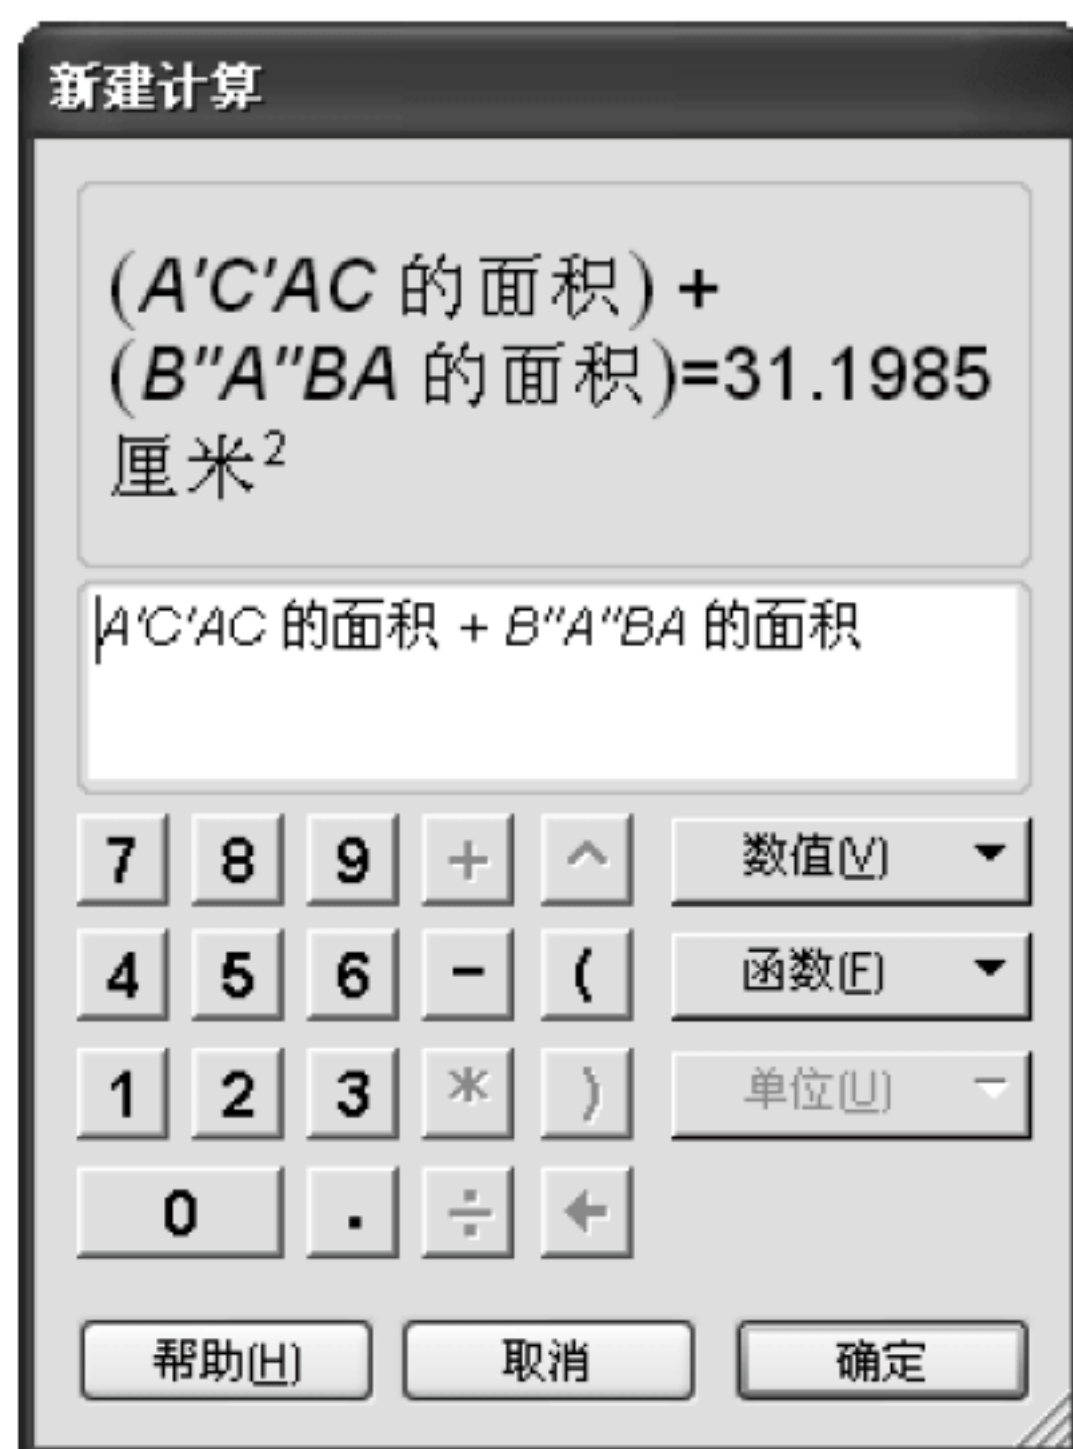 新建计算
(A'C'AC 的面积) +
(B"A"BA 的面积)=31.1985
厘米²
A'C'AC 的面积 + B"A"BA 的面积
7 8 9 + ^ 数值(V)
4 5 6 - ( 函数(F)
1 2 3 * ) 单位(U)
0 . ÷ ←
帮助(H) 取消 确定